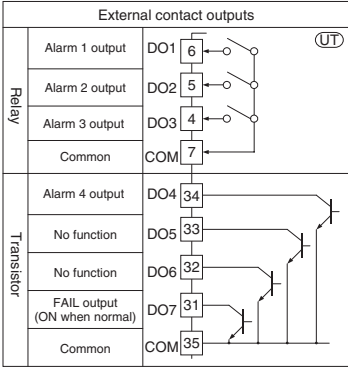 External contact outputs
UT
Relay
Alarm 1 output DO1 6
Alarm 2 output DO2 5
Alarm 3 output DO3 4
Common COM 7
Transistor
Alarm 4 output DO4 34
No function DO5 33
No function DO6 32
FAIL output
(ON when normal) DO7 31
Common COM 35